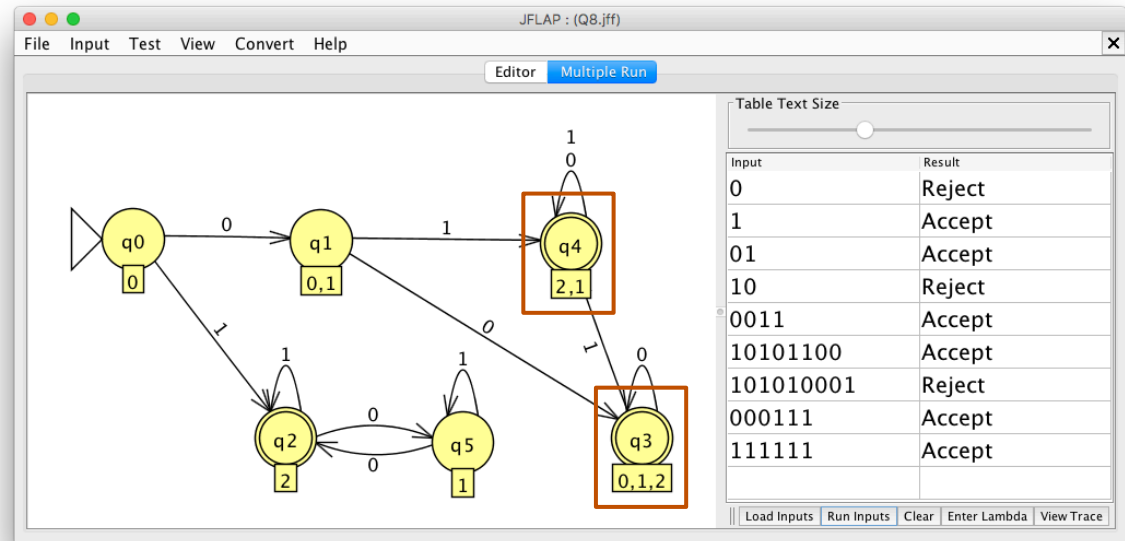 JFLAP : (Q8.jff)
File Input Test View Convert Help
Editor Multiple Run
Table Text Size
1
0
q0
0
0
q1
0,1
1
q4
2,1
1
0
1
0
q3
0,1,2
1
q2
2
0
0
1
q5
1
Input Result
0 Reject
1 Accept
01 Accept
10 Reject
0011 Accept
10101100 Accept
101010001 Reject
000111 Accept
111111 Accept
Load Inputs Run Inputs Clear Enter Lambda View Trace